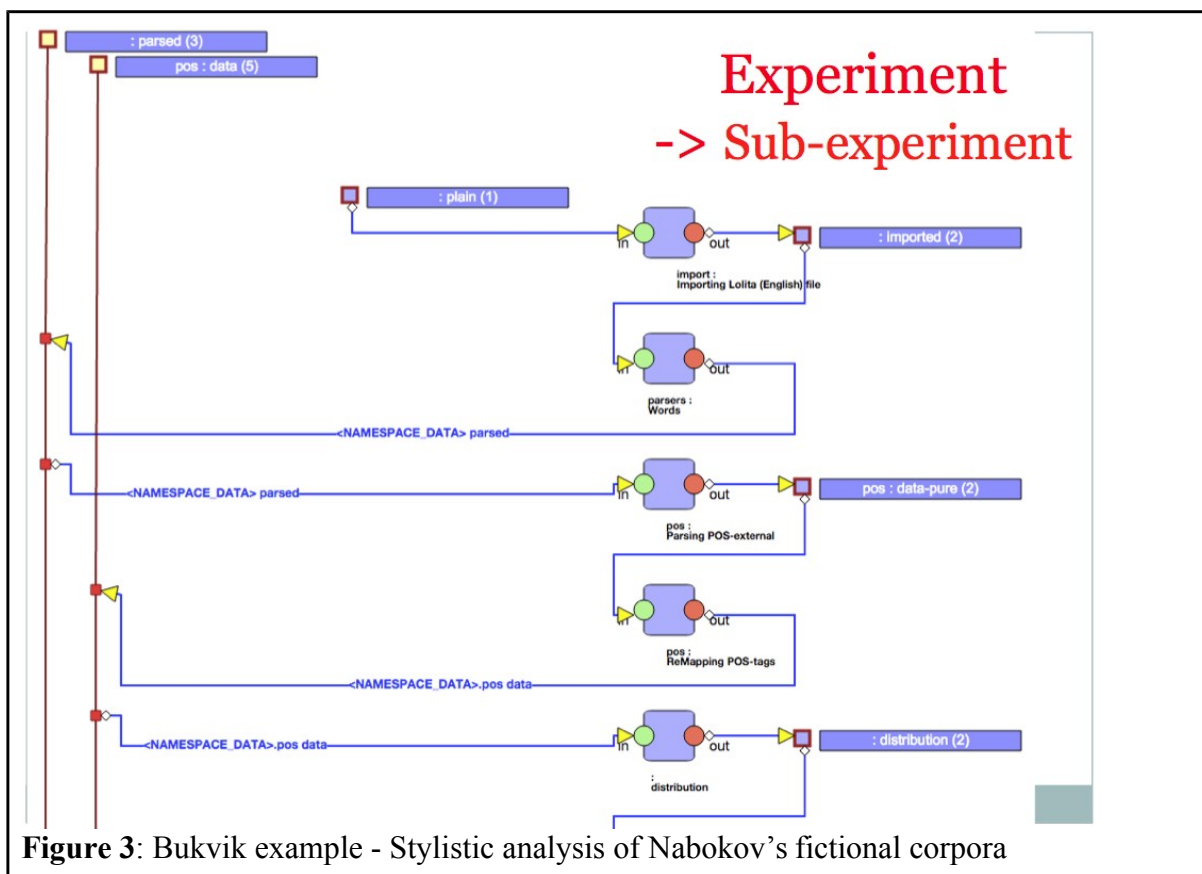 : parsed (3)
pos : data (5)
Experiment
-> Sub-experiment
: plain (1)
in
out
: imported (2)
import :
Importing Lolita (English) file
in
out
parsers :
Words
<NAMESPACE_DATA> parsed
<NAMESPACE_DATA> parsed
in
out
pos : data-pure (2)
pos :
Parsing POS-external
in
out
pos :
ReMapping POS-tags
<NAMESPACE_DATA>.pos data
<NAMESPACE_DATA>.pos data
in
out
: distribution (2)
:
distribution
Figure 3: Bukvik example - Stylistic analysis of Nabokov’s fictional corpora